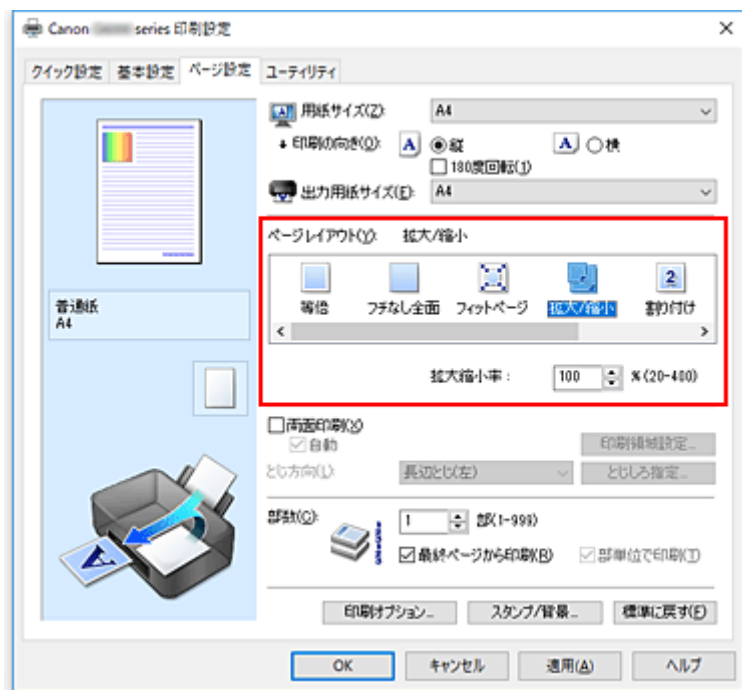 Canon series 印刷設定
クイック設定 基本設定 ページ設定 ユーティリティ
用紙サイズ(Z): A4
印刷の向き(O): A 縦 A 横
180度回転(1)
出力用紙サイズ(E): A4
ページレイアウト(Y): 拡大/縮小
等倍 フチなし全面 フィットページ 拡大/縮小 割り付け
拡大縮小率: 100 % (20-400)
普通紙
A4
両面印刷(X)
自動 印刷領域設定...
とじ方向(L): 長辺とじ(左) とじしろ指定...
部数(C): 1 部(1-999)
最終ページから印刷(R) 部単位で印刷(T)
印刷オプション... スタンプ/背景... 標準に戻す(F)
OK キャンセル 適用(A) ヘルプ